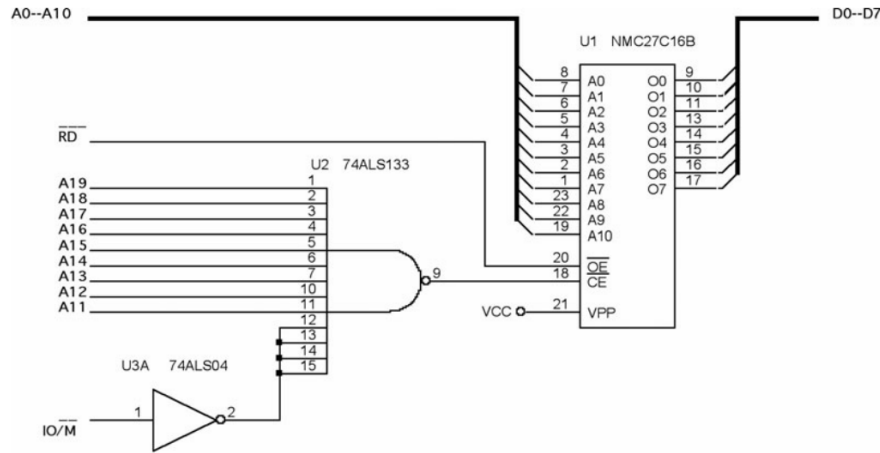 A0--A10
D0--D7
U1 NMC27C16B
8 A0 O0 9
7 A1 O1 10
6 A2 O2 11
5 A3 O3 13
4 A4 O4 14
3 A5 O5 15
2 A6 O6 16
1 A7 O7 17
23 A8
22 A9
19 A10
20 OE
18 CE
VCC 21 VPP
RD
U2 74ALS133
A19 1
A18 2
A17 3
A16 4
A15 5
A14 6
A13 7
A12 10
A11 11
12
13
14
15
9
U3A 74ALS04
IO/M 1 2